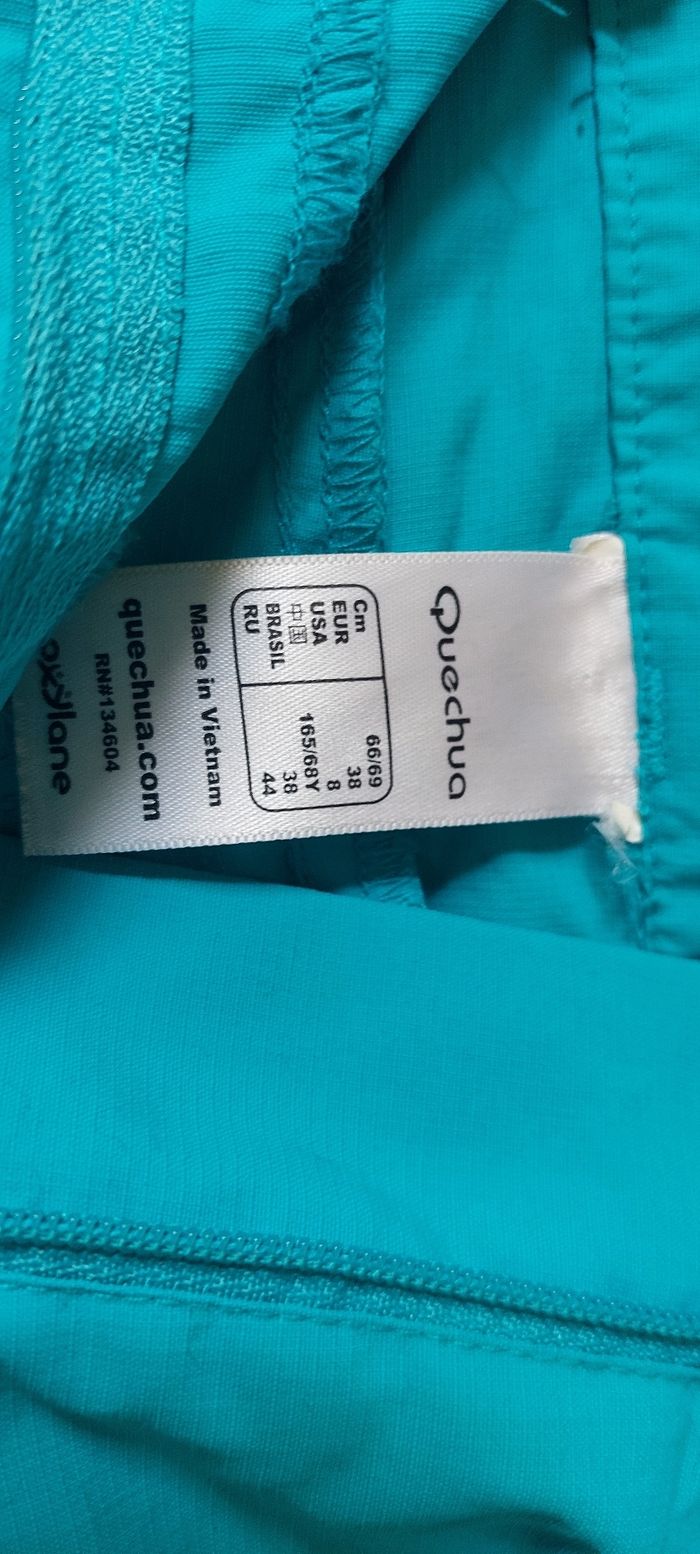 Quechua
Cm 66/69
EUR 38
USA 8
中国 165/68Y
BRASIL 38
RU 44
Made in Vietnam
quechua.com
RN#134604
oxylane